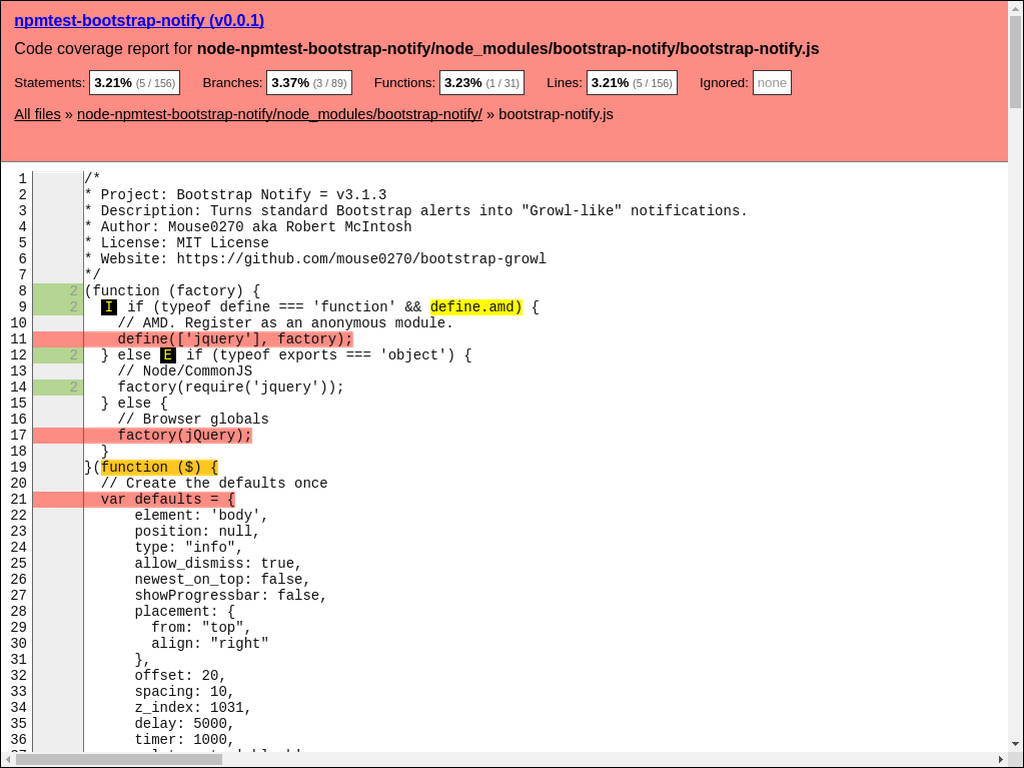 npmtest-bootstrap-notify (v0.0.1)
Code coverage report for node-npmtest-bootstrap-notify/node_modules/bootstrap-notify/bootstrap-notify.js
Statements: 3.21% (5 / 156) Branches: 3.37% (3 / 89) Functions: 3.23% (1 / 31) Lines: 3.21% (5 / 156) Ignored: none
All files » node-npmtest-bootstrap-notify/node_modules/bootstrap-notify/ » bootstrap-notify.js
1 /*
2 * Project: Bootstrap Notify = v3.1.3
3 * Description: Turns standard Bootstrap alerts into "Growl-like" notifications.
4 * Author: Mouse0270 aka Robert McIntosh
5 * License: MIT License
6 * Website: https://github.com/mouse0270/bootstrap-growl
7 */
8 2 (function (factory) {
9 2 I if (typeof define === 'function' && define.amd) {
10 // AMD. Register as an anonymous module.
11 define(['jquery'], factory);
12 2 } else E if (typeof exports === 'object') {
13 // Node/CommonJS
14 2 factory(require('jquery'));
15 } else {
16 // Browser globals
17 factory(jQuery);
18 }
19 }(function ($) {
20 // Create the defaults once
21 var defaults = {
22 element: 'body',
23 position: null,
24 type: "info",
25 allow_dismiss: true,
26 newest_on_top: false,
27 showProgressbar: false,
28 placement: {
29 from: "top",
30 align: "right"
31 },
32 offset: 20,
33 spacing: 10,
34 z_index: 1031,
35 delay: 5000,
36 timer: 1000,